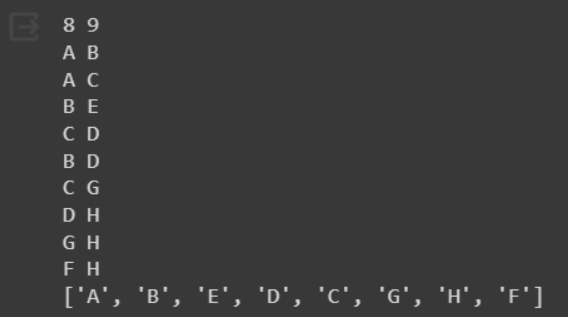 8 9
A B
A C
B E
C D
B D
C G
D H
G H
F H
['A', 'B', 'E', 'D', 'C', 'G', 'H', 'F']